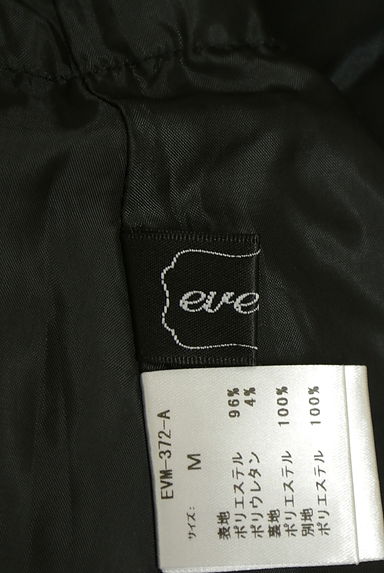 eve
EVM-372-A
サイズ: M
表地
ポリエステル 96%
ポリウレタン 4%
裏地
ポリエステル 100%
別地
ポリエステル 100%